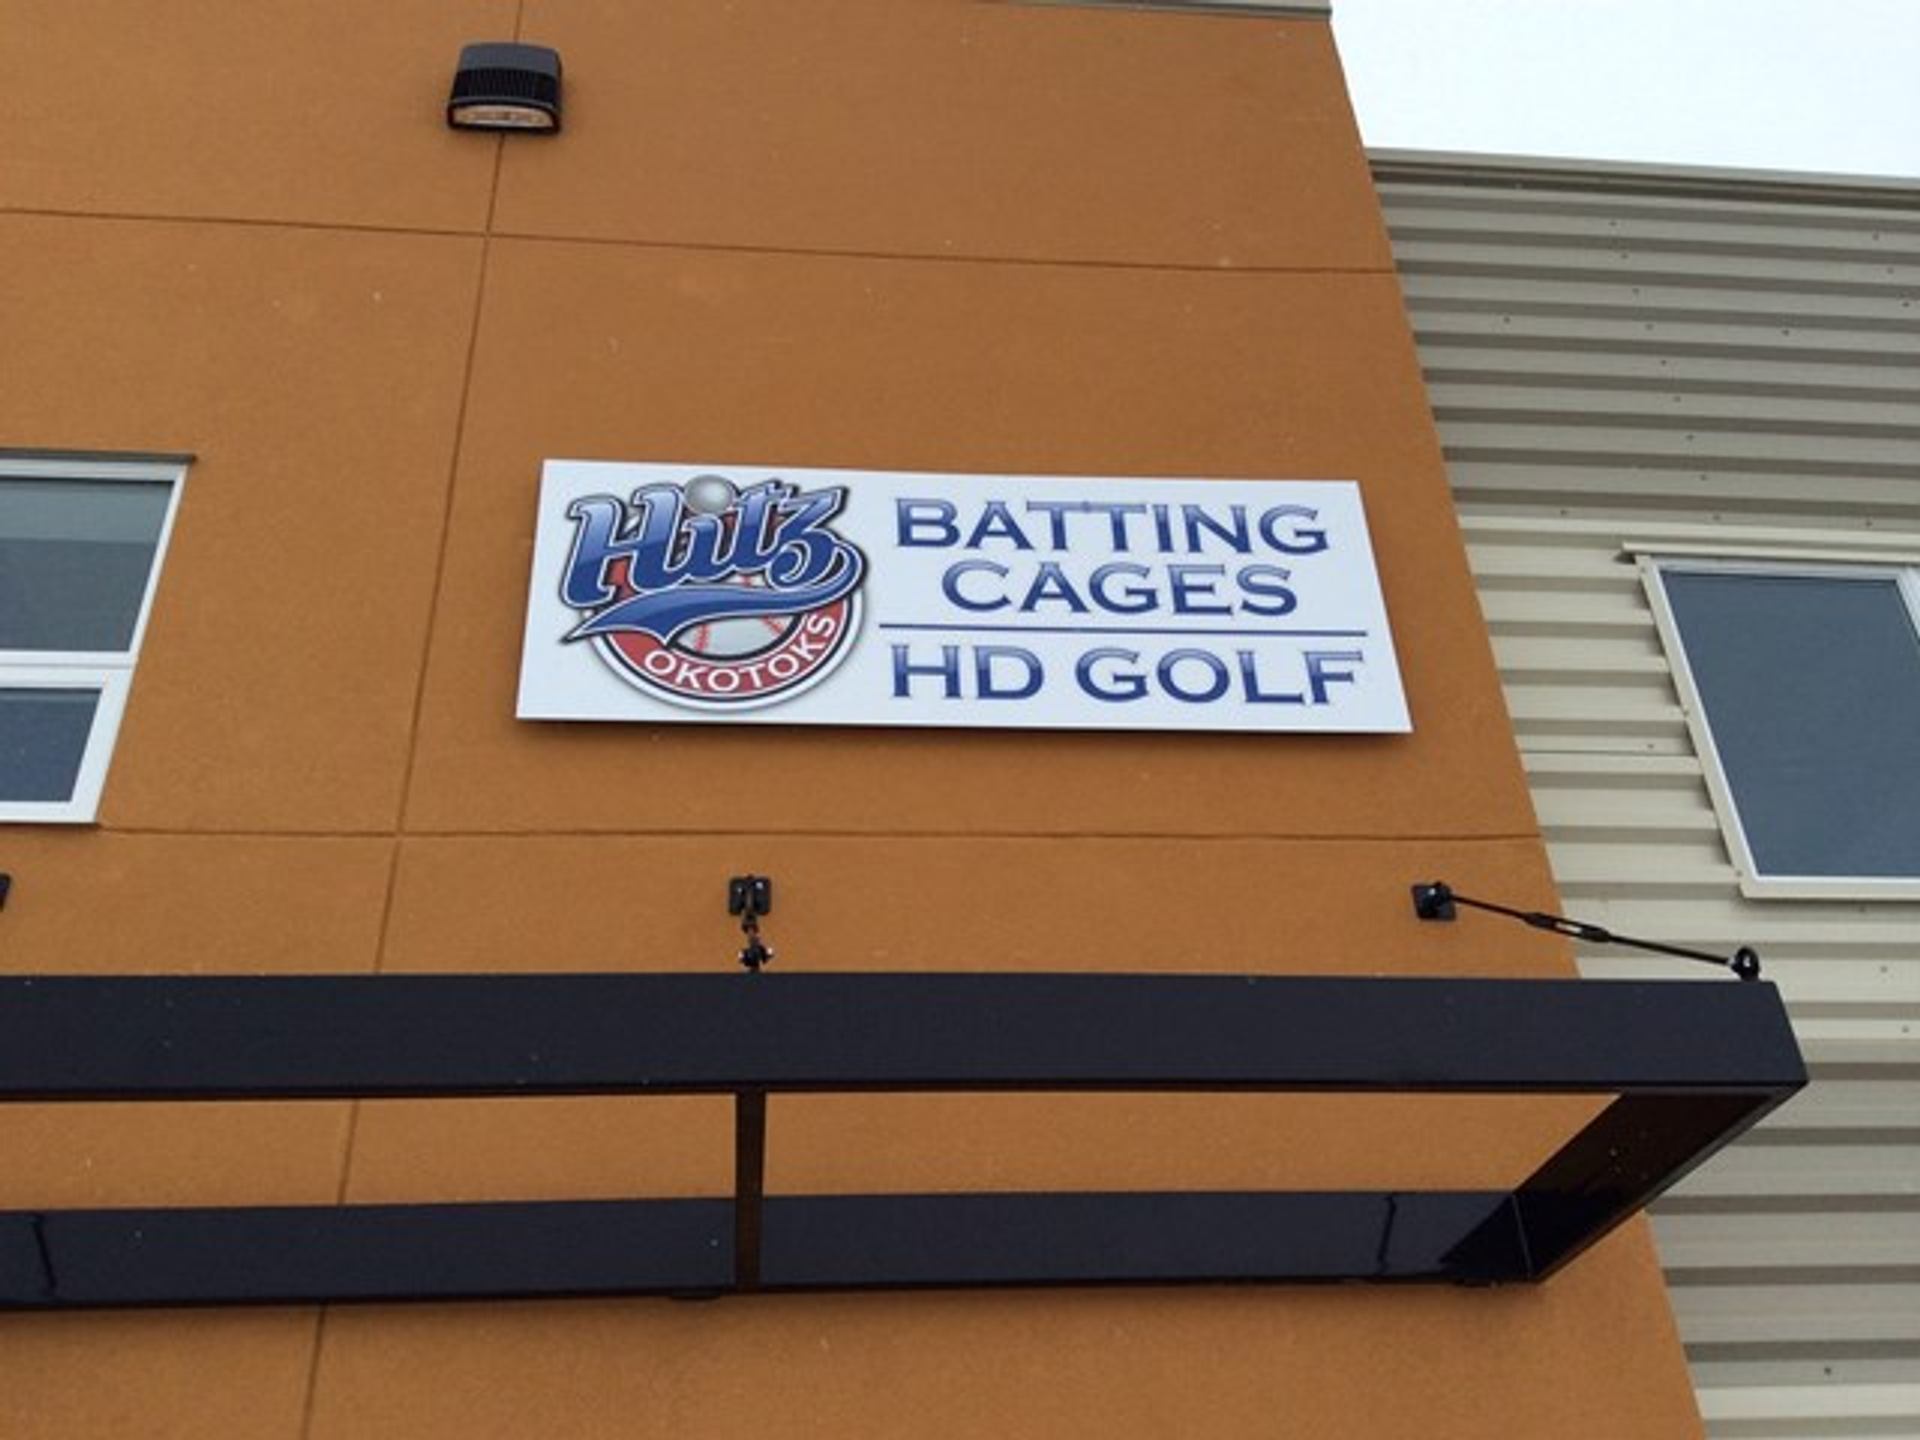 Hitz
OKOTOKS
BATTING
CAGES
HD GOLF